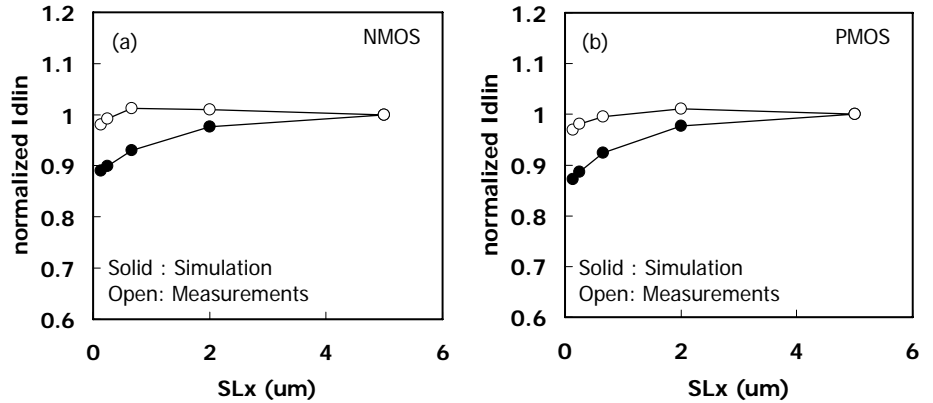 (a)
NMOS
1.2
1.1
1
0.9
0.8
0.7
0.6
normalized Idlin
Solid : Simulation
Open: Measurements
0
2
4
6
SLx (um)
(b)
PMOS
1.2
1.1
1
0.9
0.8
0.7
0.6
normalized Idlin
Solid : Simulation
Open: Measurements
0
2
4
6
SLx (um)